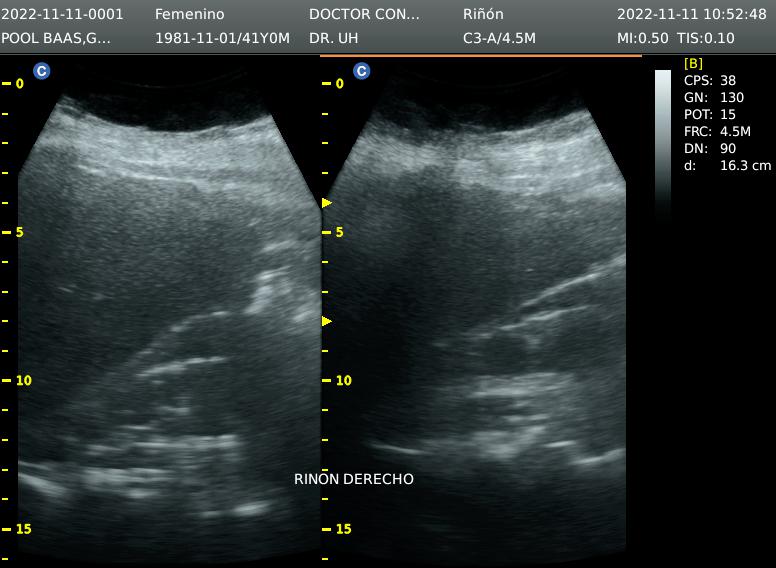 2022-11-11-0001 Femenino DOCTOR CON... Riñón 2022-11-11 10:52:48
POOL BAAS,G... 1981-11-01/41Y0M DR. UH C3-A/4.5M MI:0.50 TIS:0.10
C C [B]
0 0 CPS: 38
GN: 130
POT: 15
FRC: 4.5M
DN: 90
d: 16.3 cm
5 5
10 10
RINON DERECHO
15 15